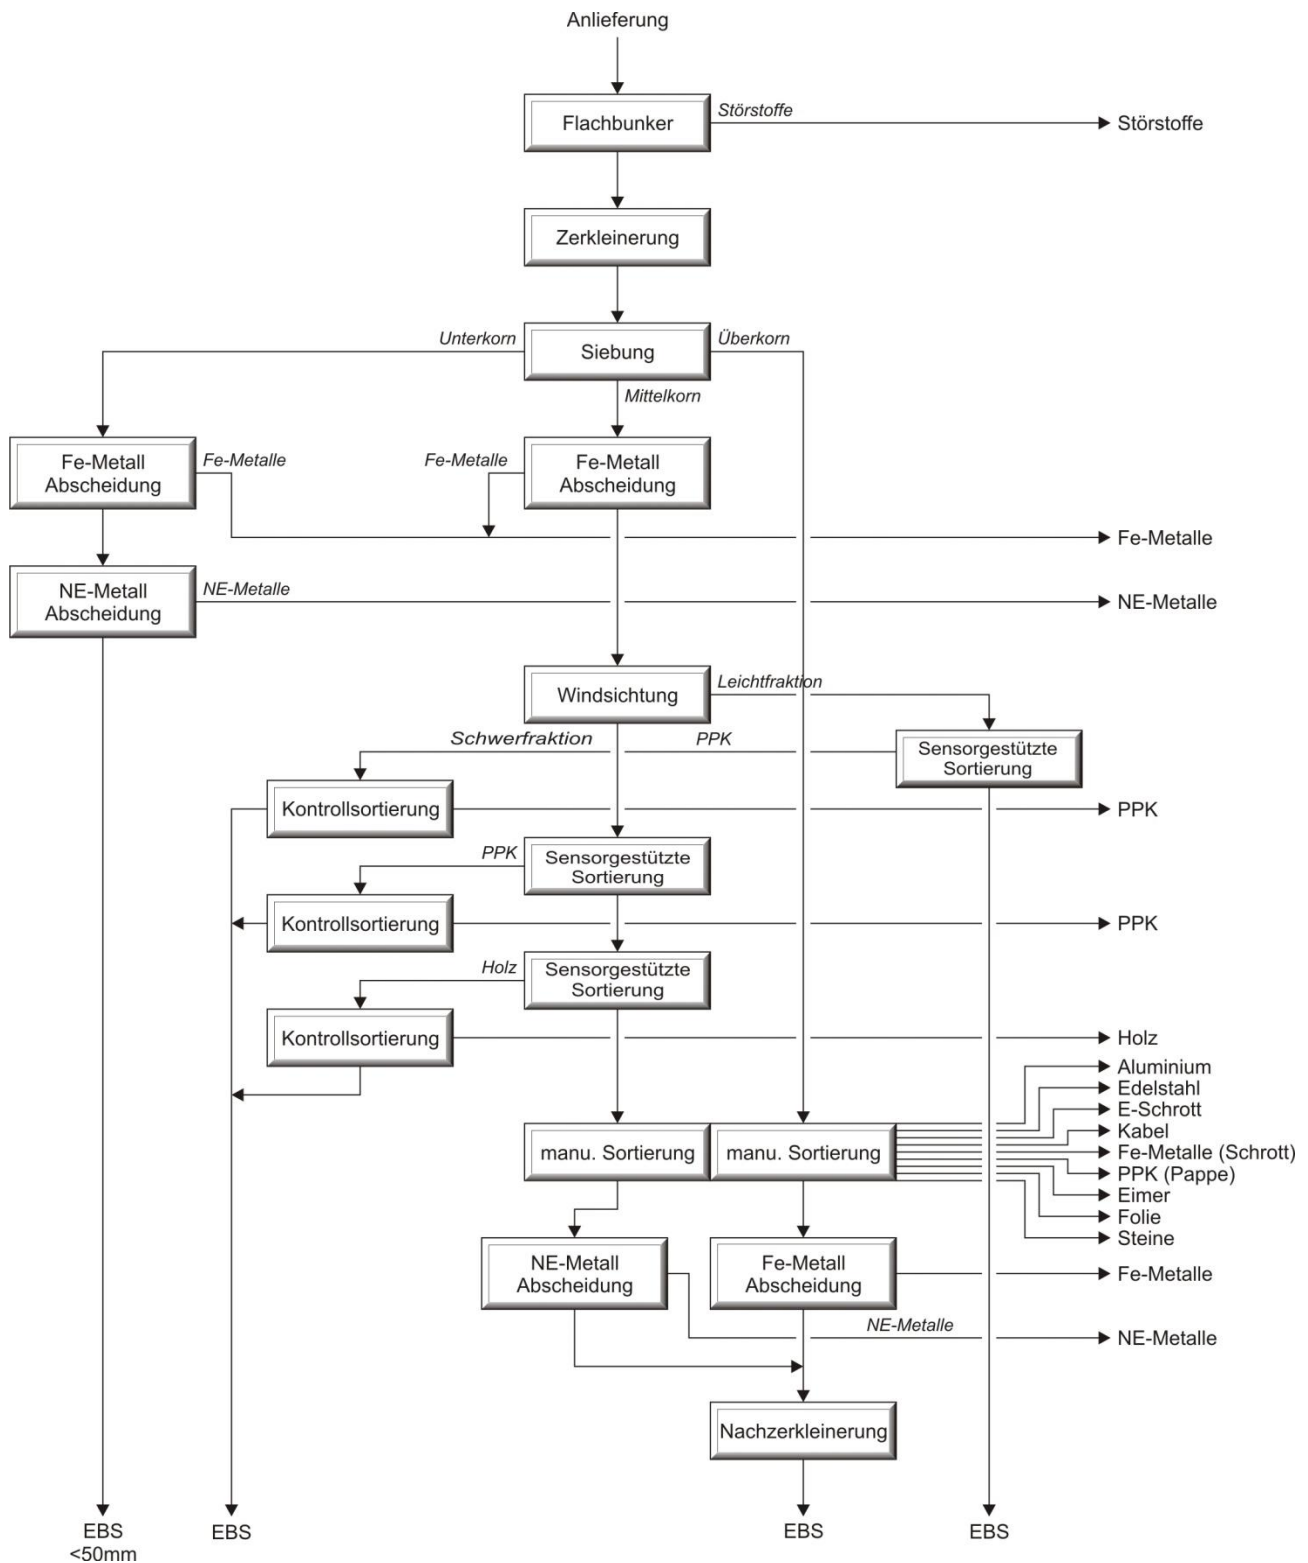 Anlieferung
Flachbunker
Störstoffe
Störstoffe
Zerkleinerung
Unterkorn
Siebung
Überkorn
Mittelkorn
Fe-Metall
Abscheidung
Fe-Metalle
Fe-Metalle
Fe-Metall
Abscheidung
Fe-Metalle
NE-Metall
Abscheidung
NE-Metalle
NE-Metalle
Windsichtung
Leichtfraktion
Schwerfraktion
PPK
Sensorgestützte
Sortierung
Kontrollsortierung
PPK
PPK
Sensorgestützte
Sortierung
Kontrollsortierung
PPK
Holz
Sensorgestützte
Sortierung
Kontrollsortierung
Holz
Aluminium
Edelstahl
E-Schrott
Kabel
Fe-Metalle (Schrott)
PPK (Pappe)
Eimer
Folie
Steine
manu. Sortierung
manu. Sortierung
NE-Metall
Abscheidung
Fe-Metall
Abscheidung
Fe-Metalle
NE-Metalle
NE-Metalle
Nachzerkleinerung
EBS
<50mm
EBS
EBS
EBS